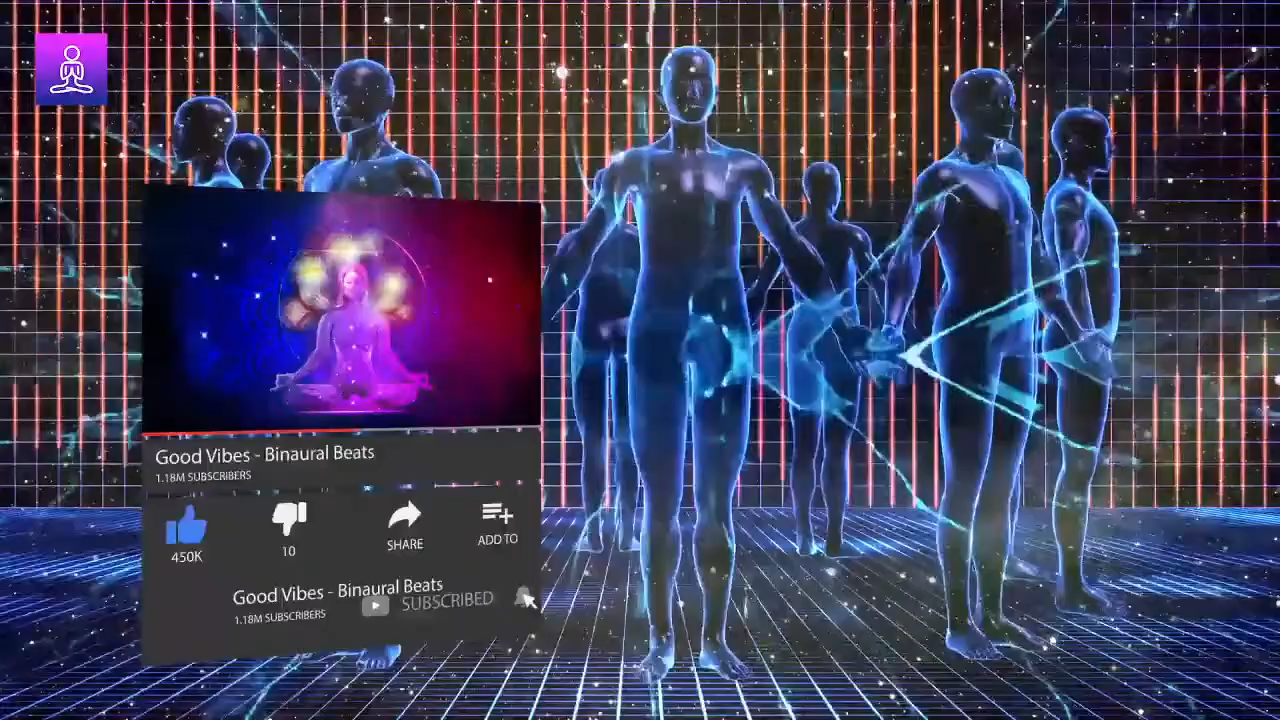 Good Vibes - Binaural Beats
1.18M SUBSCRIBERS
450K
10
SHARE
ADD TO
Good Vibes - Binaural Beats
1.18M SUBSCRIBERS
SUBSCRIBED